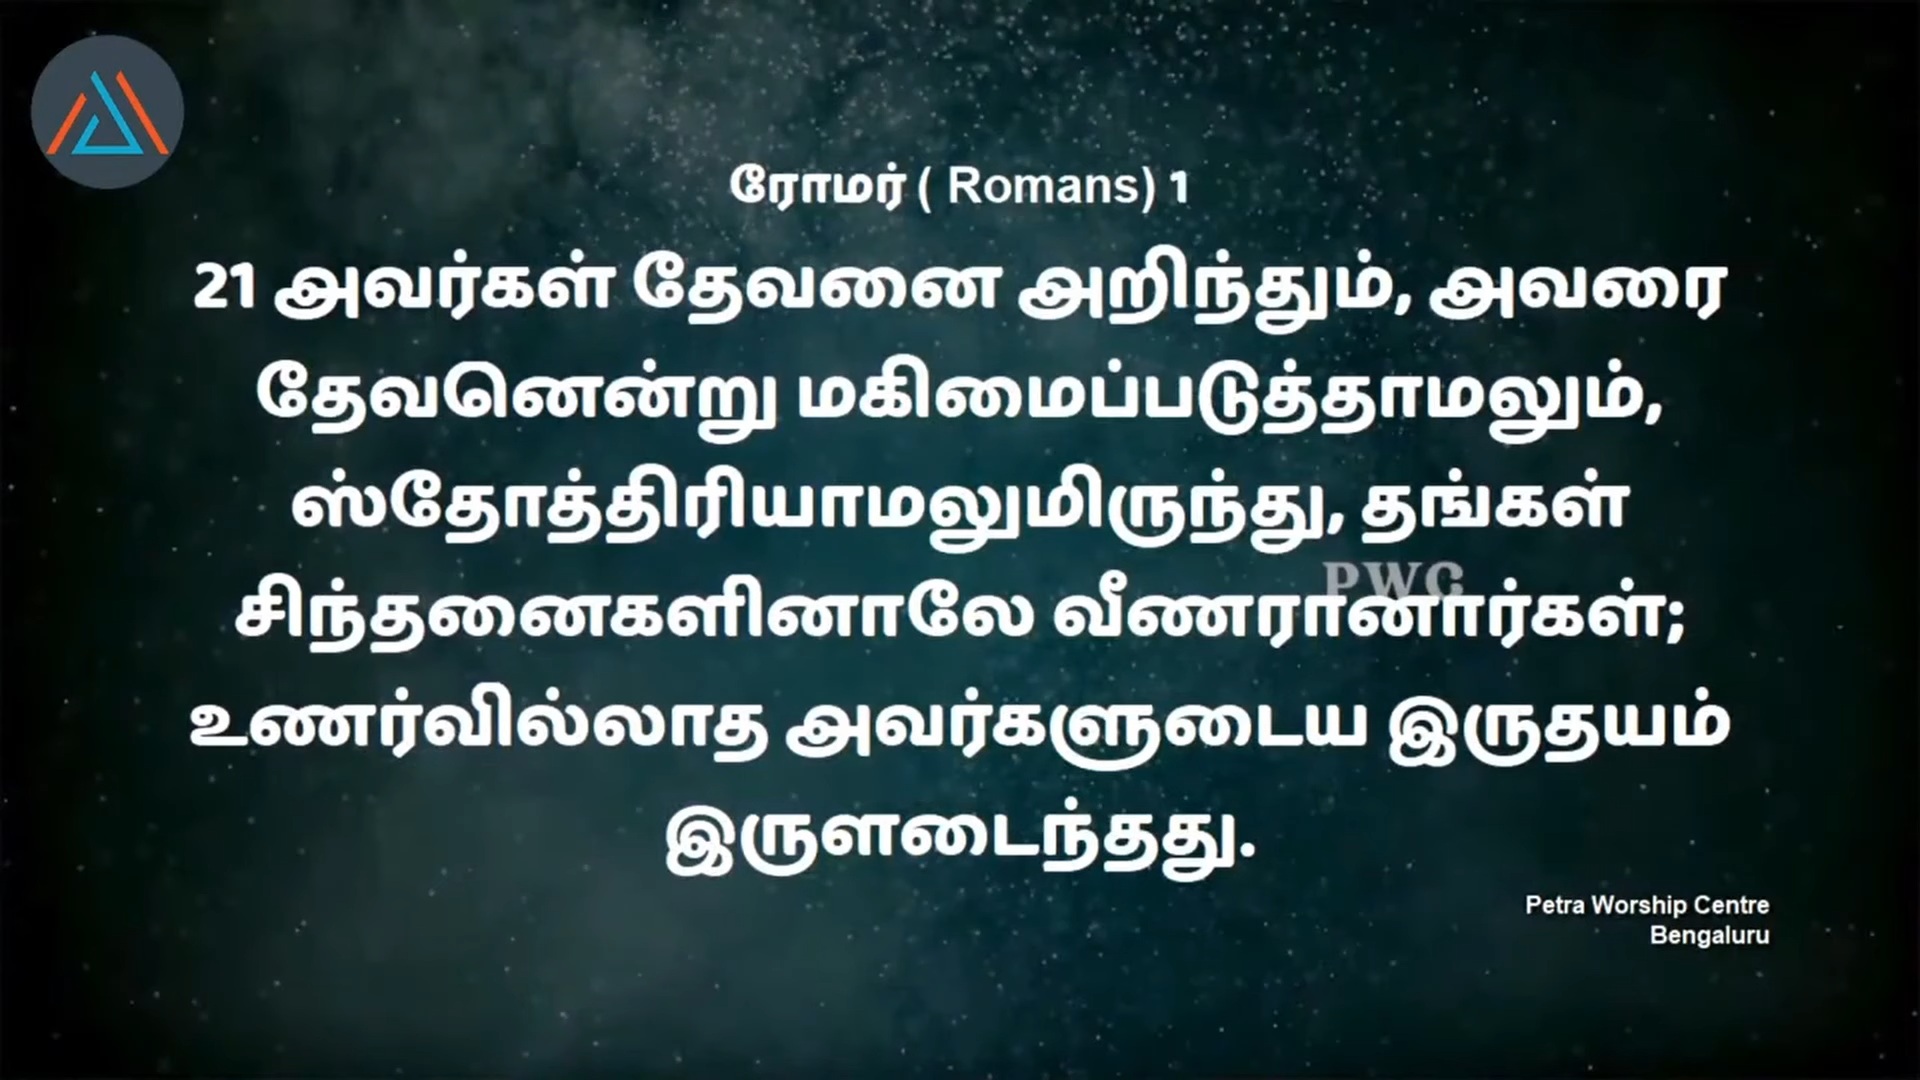 ரோமர் ( Romans) 1
21 அவர்கள் தேவனை அறிந்தும், அவரை
தேவனென்று மகிமைப்படுத்தாமலும்,
ஸ்தோத்திரியாமலுமிருந்து, தங்கள்
PWC
சிந்தனைகளினாலே வீணரானார்கள்;
உணர்வில்லாத அவர்களுடைய இருதயம்
இருளடைந்தது.
Petra Worship Centre
Bengaluru